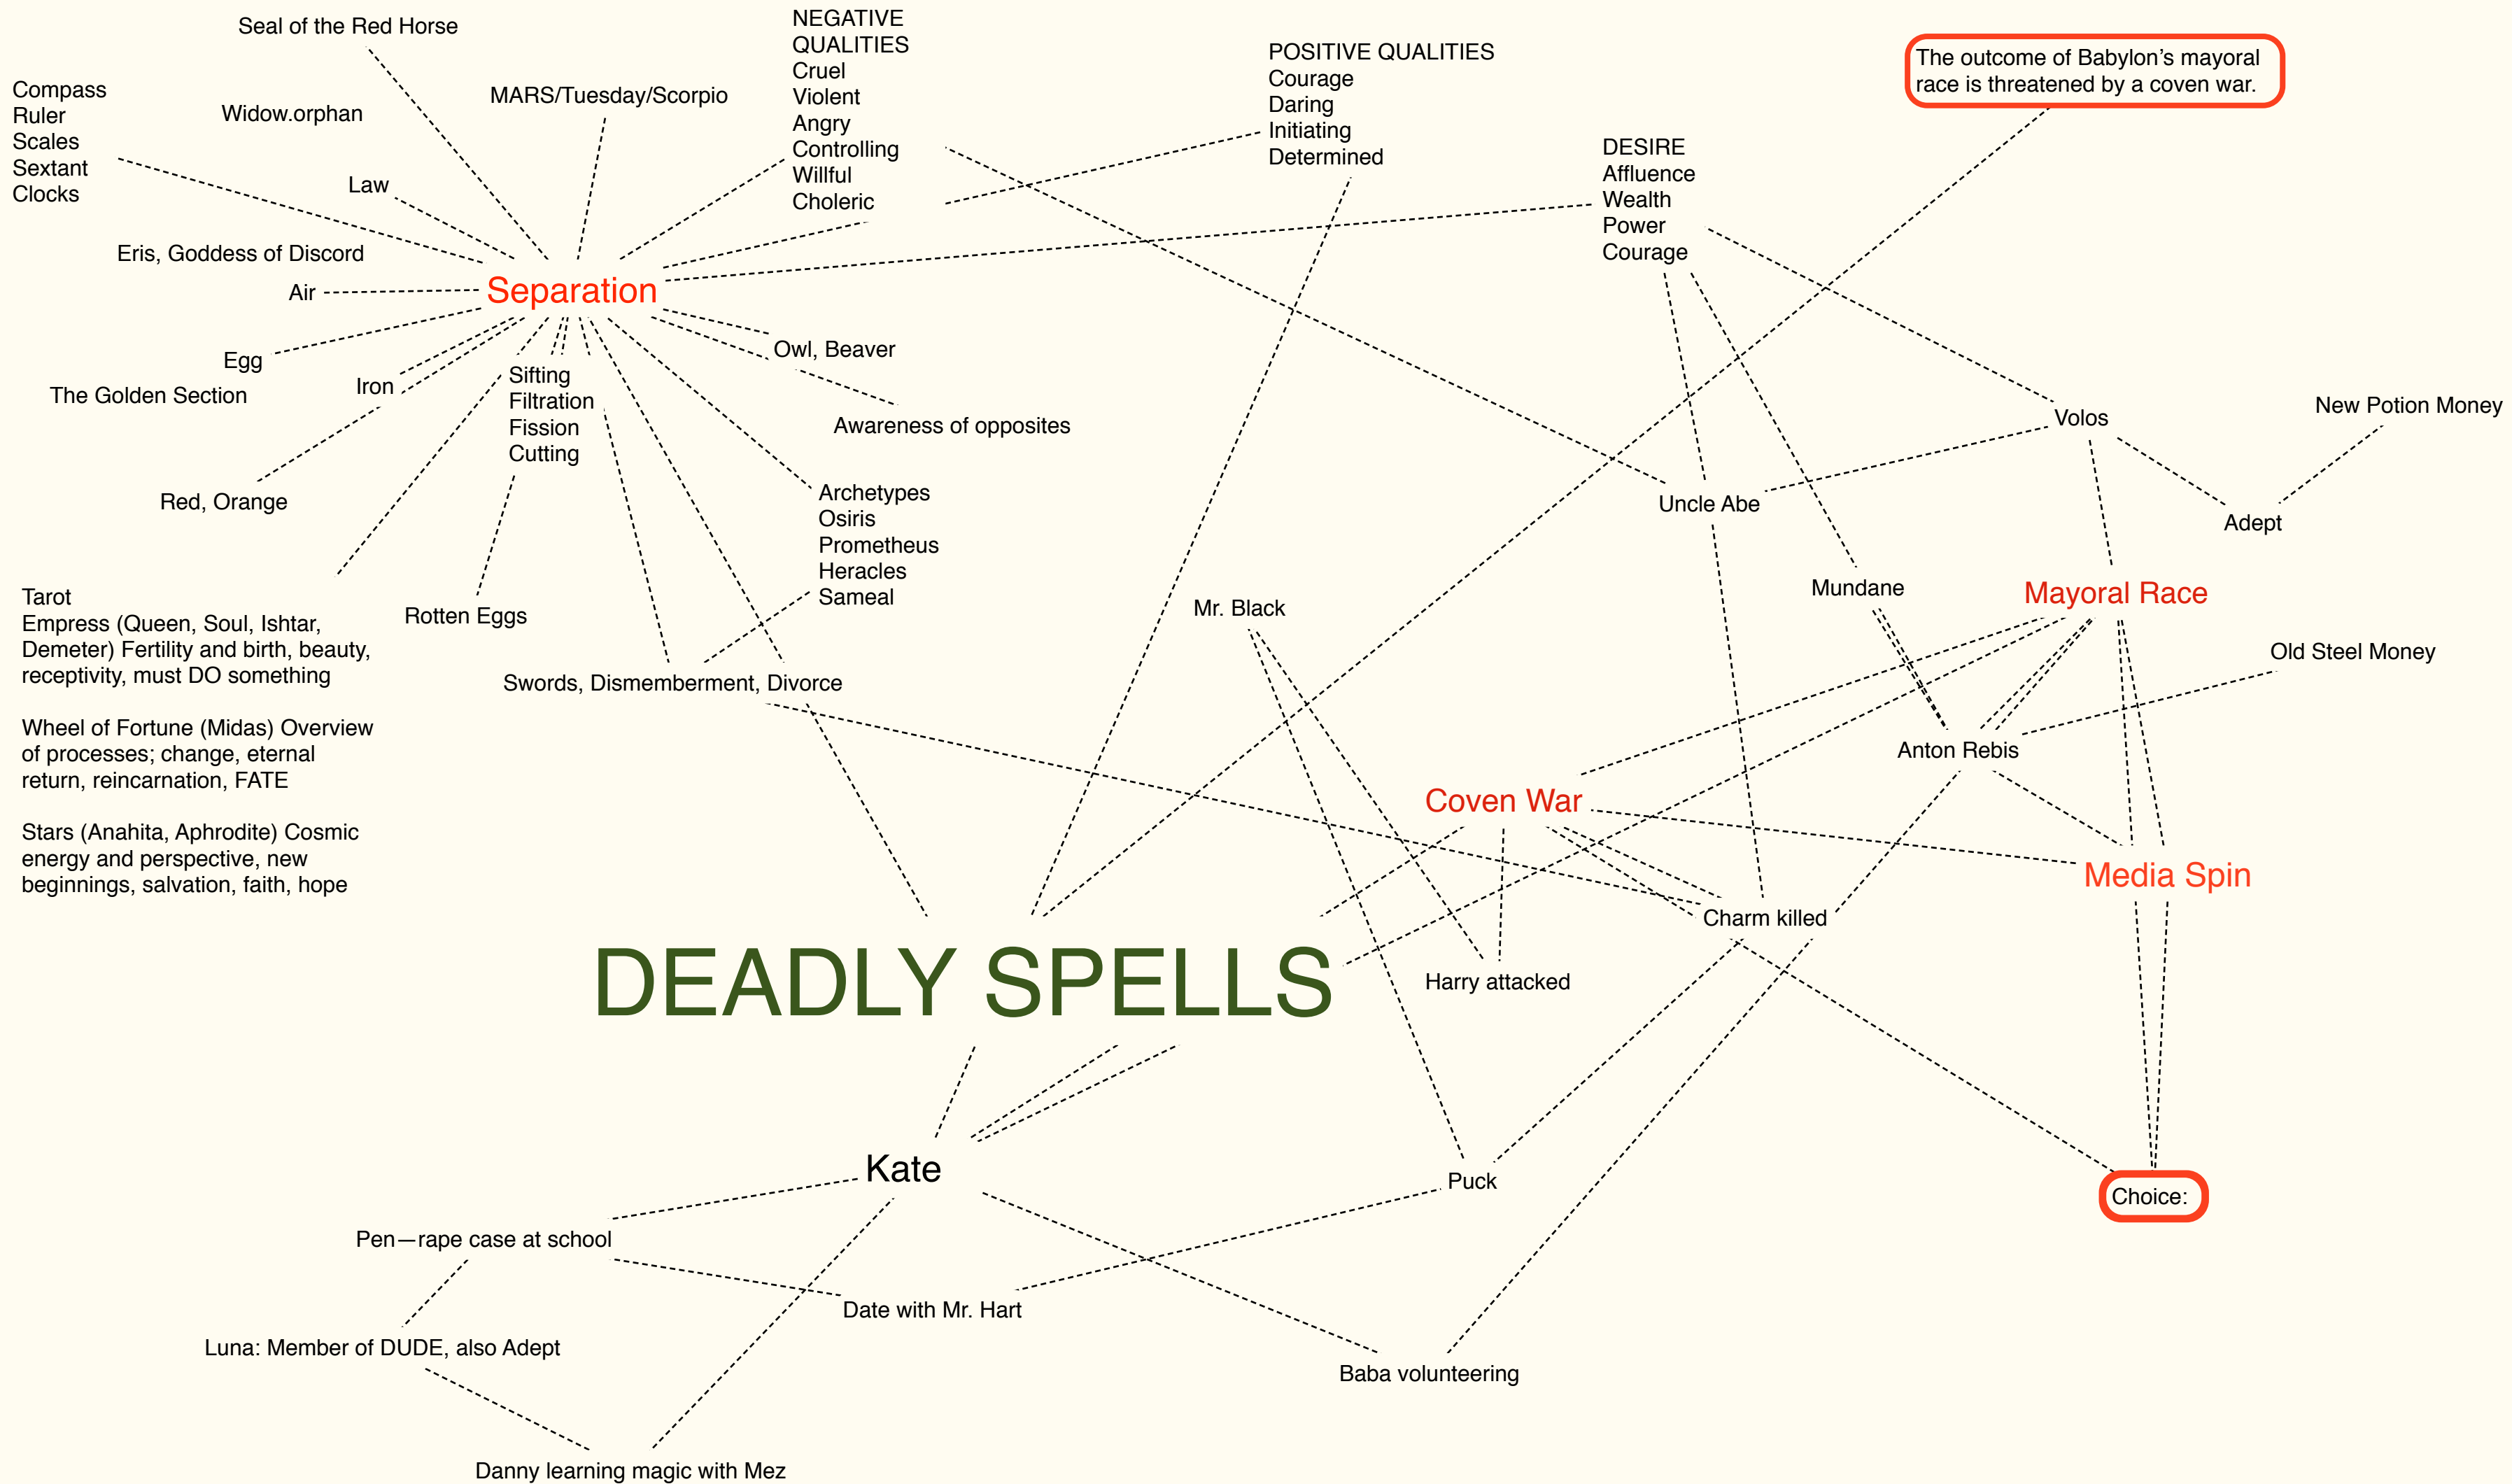 Seal of the Red Horse
NEGATIVE
QUALITIES
Cruel
Violent
Angry
Controlling
Willful
Choleric
POSITIVE QUALITIES
Courage
Daring
Initiating
Determined
The outcome of Babylon’s mayoral
race is threatened by a coven war.
Compass
Ruler
Scales
Sextant
Clocks
Widow.orphan
MARS/Tuesday/Scorpio
Law
DESIRE
Affluence
Wealth
Power
Courage
Eris, Goddess of Discord
Air
Separation
Egg
The Golden Section
Iron
Sifting
Filtration
Fission
Cutting
Owl, Beaver
Awareness of opposites
Volos
New Potion Money
Red, Orange
Archetypes
Osiris
Prometheus
Heracles
Sameal
Uncle Abe
Adept
Tarot
Empress (Queen, Soul, Ishtar,
Demeter) Fertility and birth, beauty,
receptivity, must DO something
Wheel of Fortune (Midas) Overview
of processes; change, eternal
return, reincarnation, FATE
Stars (Anahita, Aphrodite) Cosmic
energy and perspective, new
beginnings, salvation, faith, hope
Rotten Eggs
Mr. Black
Mundane
Mayoral Race
Swords, Dismemberment, Divorce
Old Steel Money
Anton Rebis
Coven War
Media Spin
Charm killed
DEADLY SPELLS
Harry attacked
Kate
Puck
Choice:
Pen—rape case at school
Date with Mr. Hart
Luna: Member of DUDE, also Adept
Baba volunteering
Danny learning magic with Mez